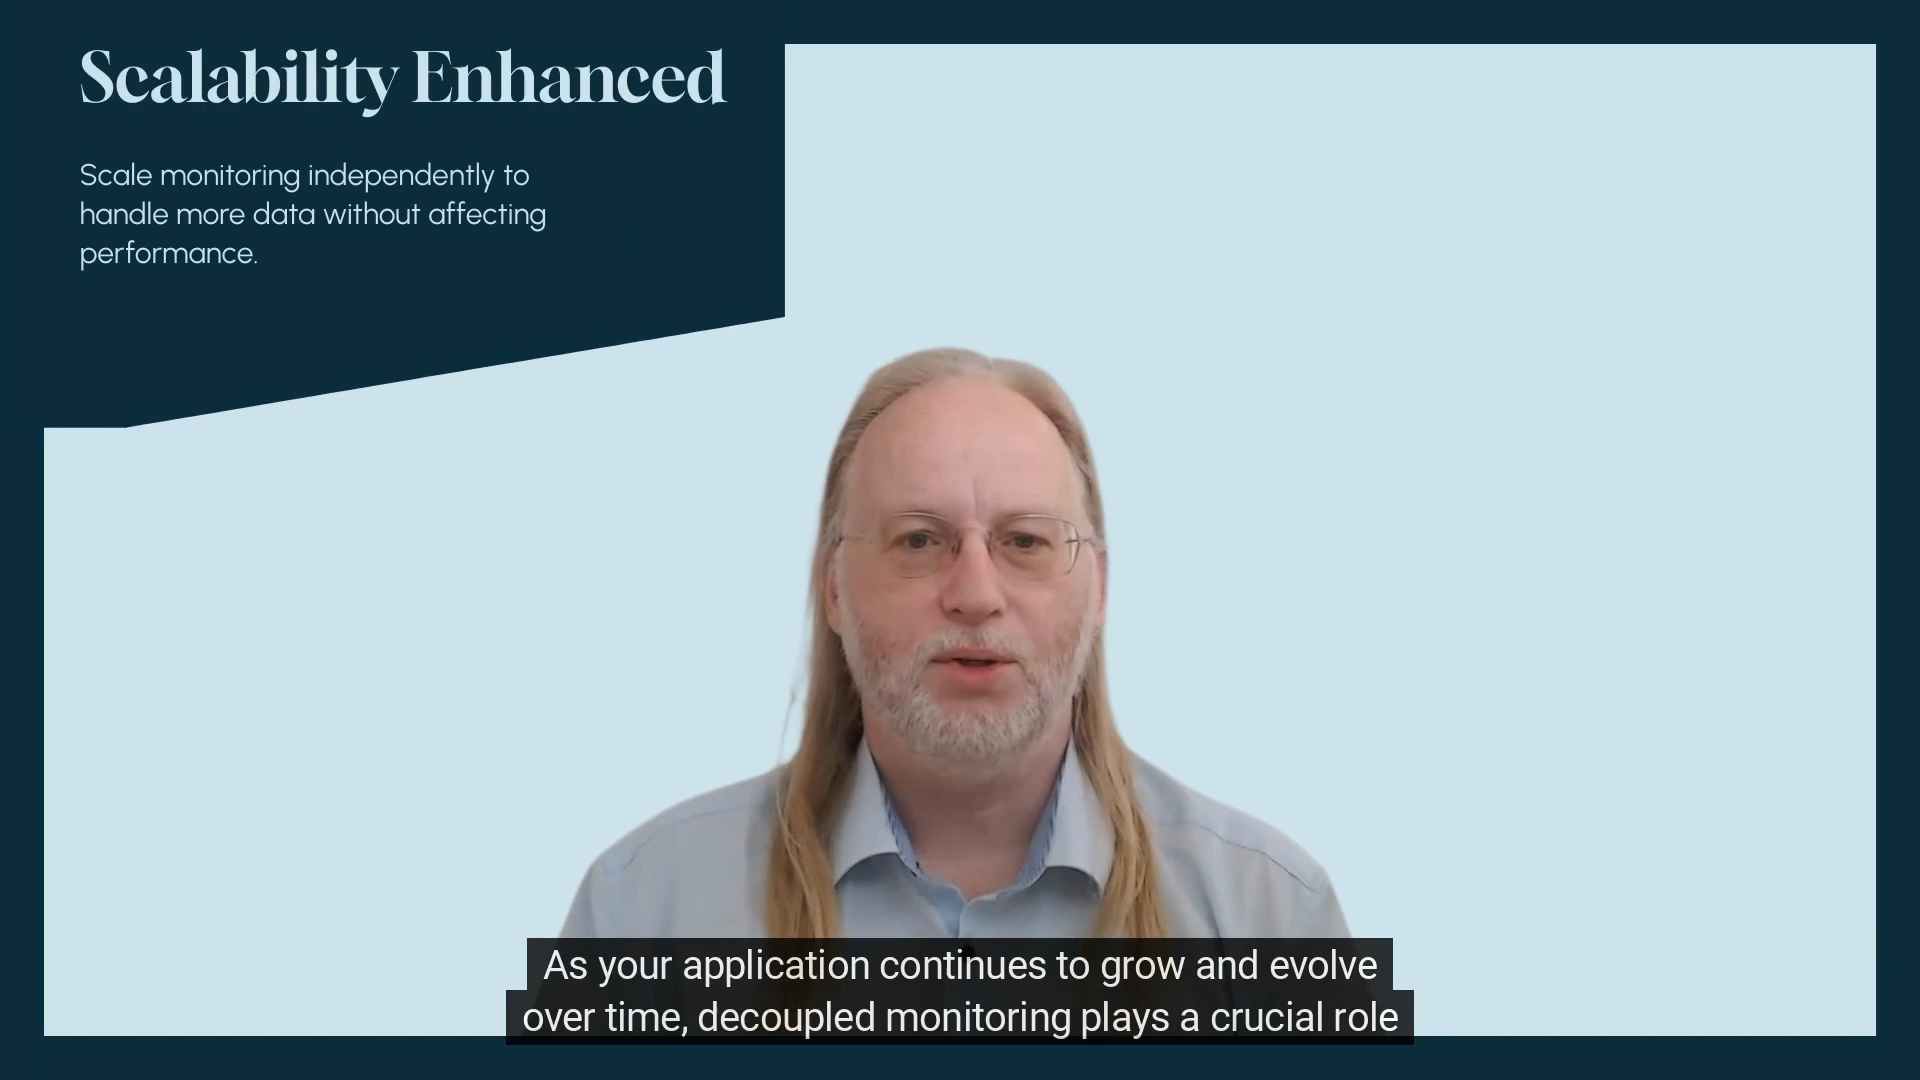 Scalability Enhanced
Scale monitoring independently to
handle more data without affecting
performance.
As your application continues to grow and evolve
over time, decoupled monitoring plays a crucial role